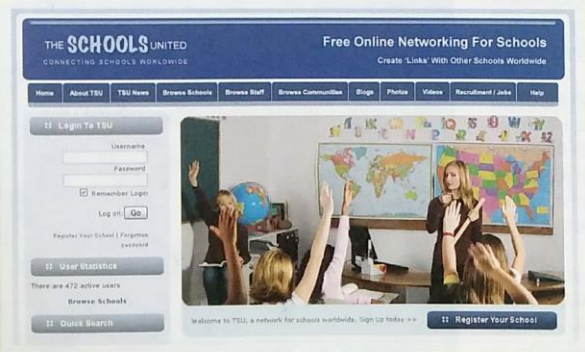 THE SCHOOLS UNITED
CONNECTING SCHOOLS WORLDWIDE
Free Online Networking For Schools
Create 'Links' With Other Schools Worldwide
Home About TSU TSU News Browse Schools Browse Staff Browse Communities Blogs Photos Videos Recruitment / Jobs Help
Login To TSU
Username
Password
Remember Login
Log on: Go
Register Your School | Forgotten
password
User Statistics
There are 472 active users
Browse Schools
Quick Search
Welcome to TSU, a network for schools worldwide. Sign Up today >>
Register Your School